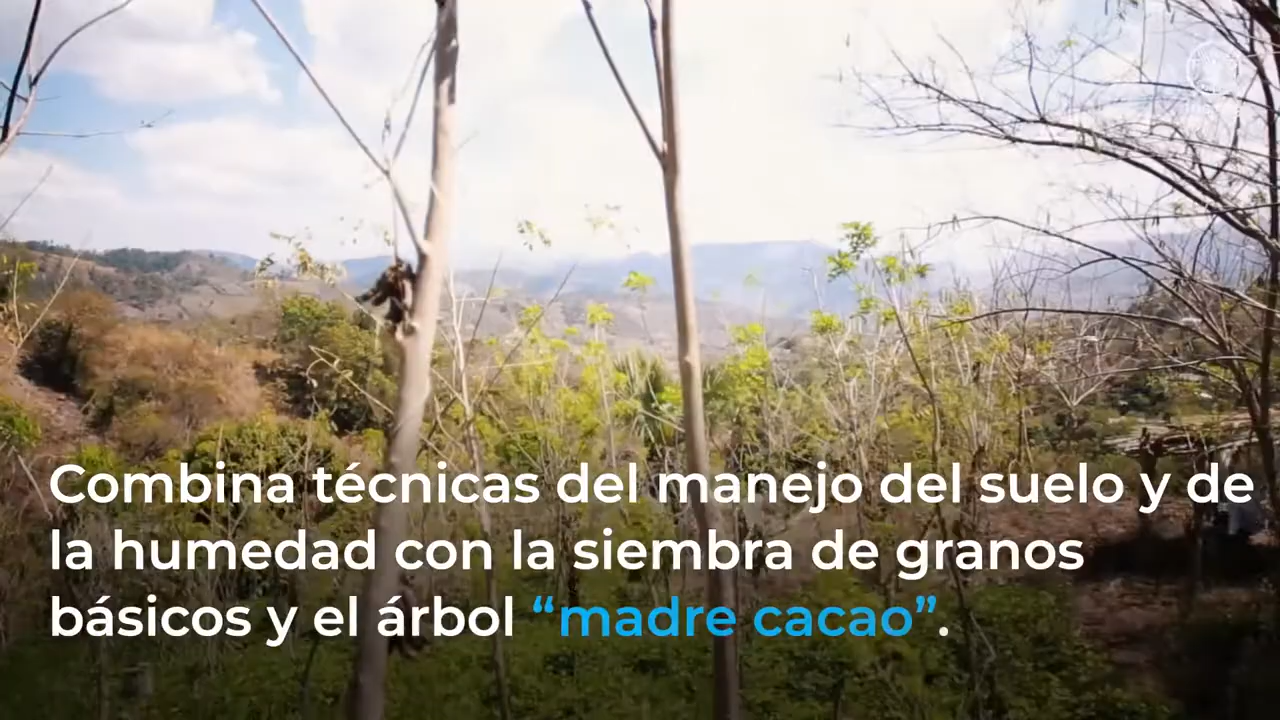 Combina técnicas del manejo del suelo y de
la humedad con la siembra de granos
básicos y el árbol “madre cacao”.